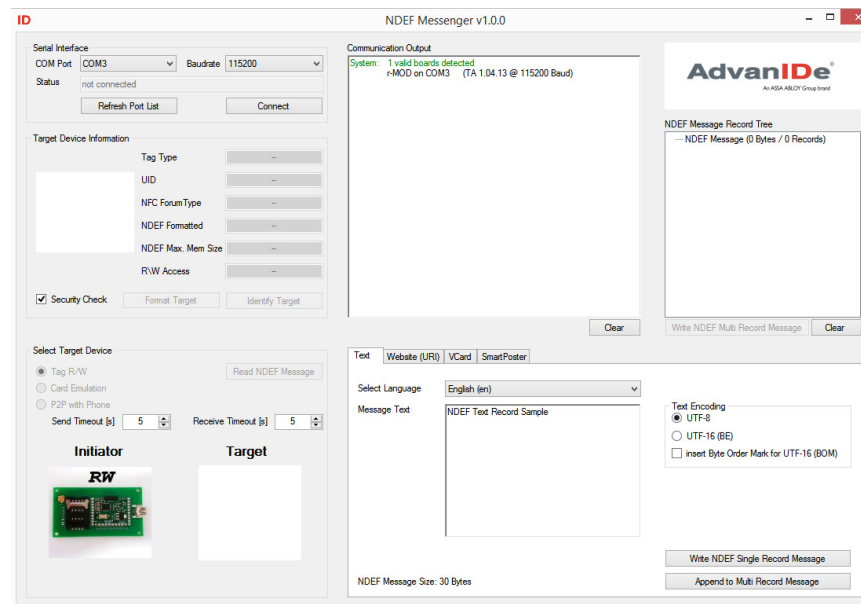 ID
NDEF Messenger v1.0.0
Serial Interface
COM Port COM3 Baudrate 115200
Status not connected
Refresh Port List Connect
Target Device Information
Tag Type --
UID --
NFC ForumType --
NDEF Formatted --
NDEF Max. Mem Size --
R\W Access --
Security Check Format Target Identify Target
Communication Output
System: 1 valid boards detected
r-MOD on COM3 (TA 1.04.13 @ 115200 Baud)
Clear
AdvanIDe®
An ASSA ABLOY Group brand
NDEF Message Record Tree
NDEF Message (0 Bytes / 0 Records)
Write NDEF Multi Record Message Clear
Select Target Device
Tag R/W Read NDEF Message
Card Emulation
P2P with Phone
Send Timeout [s] 5 Receive Timeout [s] 5
Initiator Target
RW
Text Website (URI) VCard SmartPoster
Select Language English (en)
Message Text NDEF Text Record Sample
Text Encoding
UTF-8
UTF-16 (BE)
insert Byte Order Mark for UTF-16 (BOM)
Write NDEF Single Record Message
NDEF Message Size: 30 Bytes Append to Multi Record Message